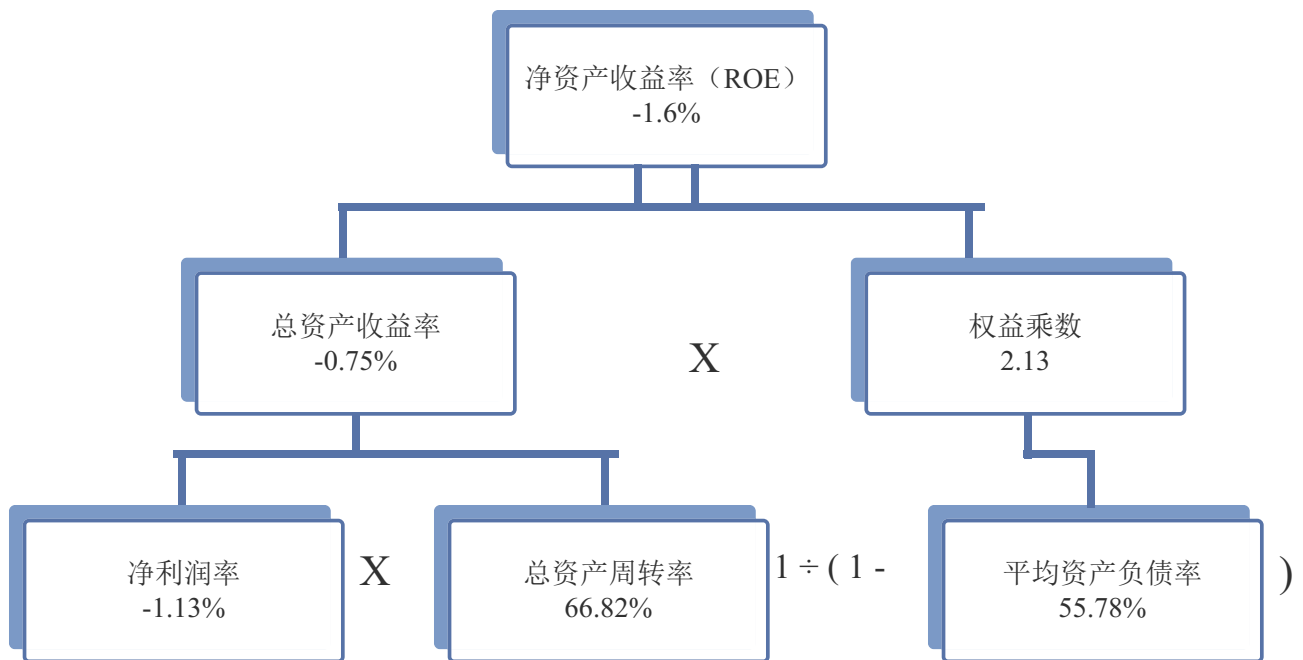 净资产收益率（ROE）
-1.6%
总资产收益率
-0.75%
X
权益乘数
2.13
净利润率
-1.13%
X
总资产周转率
66.82%
1 ÷ ( 1 -
平均资产负债率
55.78%
)